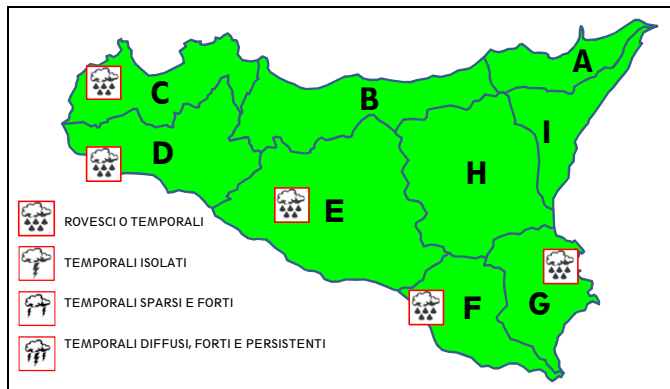 A
B
C
I
D
H
E
ROVESCI O TEMPORALI
TEMPORALI ISOLATI
G
F
TEMPORALI SPARSI E FORTI
TEMPORALI DIFFUSI, FORTI E PERSISTENTI